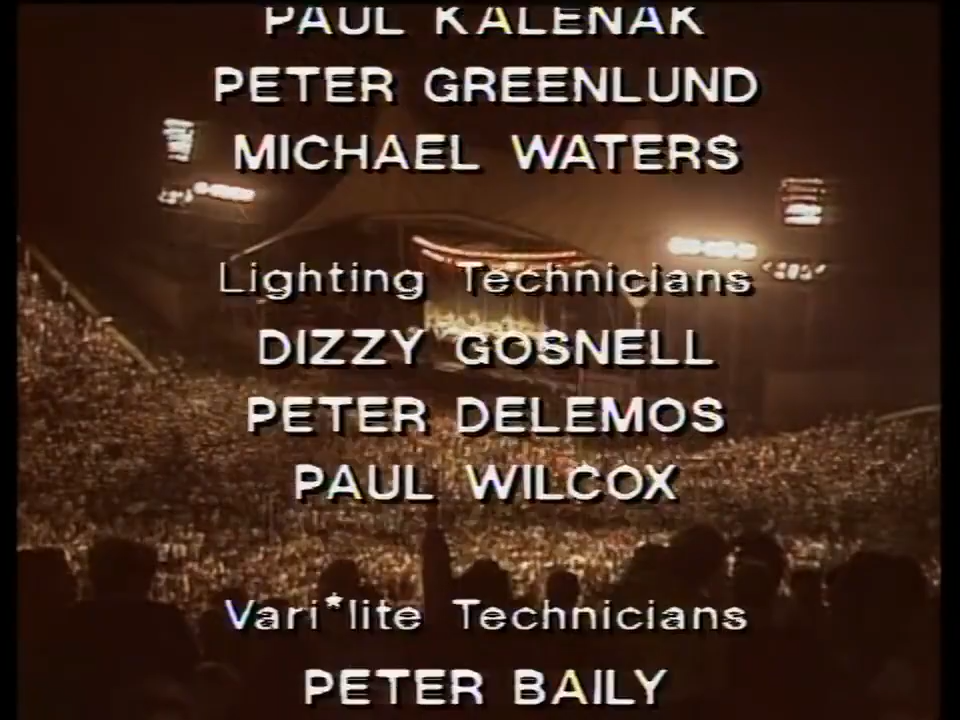 PAUL KALENAK
PETER GREENLUND
MICHAEL WATERS
Lighting Technicians
DIZZY GOSNELL
PETER DELEMOS
PAUL WILCOX
Vari*lite Technicians
PETER BAILY